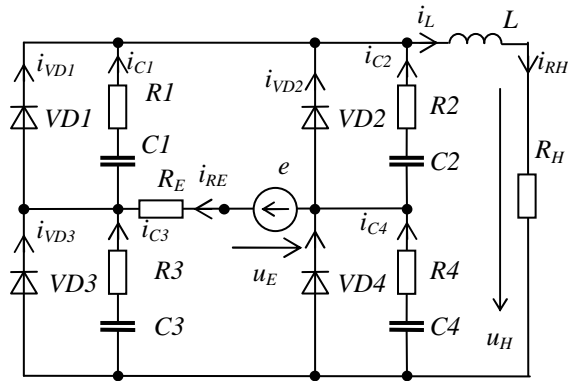 i_L L
i_VD1 i_C1 i_VD2 i_C2 i_RH
R1 R2
VD1 VD2
C1 C2 R_H
R_E i_RE e
i_VD3 i_C3 i_C4
u_E
R3 R4
VD3 VD4
C3 C4 u_H